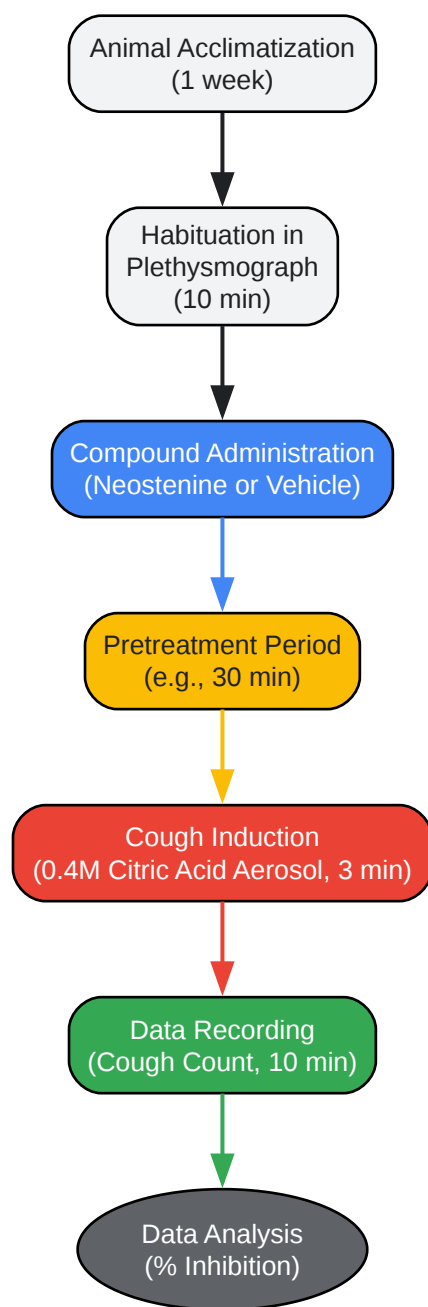 Animal Acclimatization
(1 week)
Habituation in
Plethysmograph
(10 min)
Compound Administration
(Neostenine or Vehicle)
Pretreatment Period
(e.g., 30 min)
Cough Induction
(0.4M Citric Acid Aerosol, 3 min)
Data Recording
(Cough Count, 10 min)
Data Analysis
(% Inhibition)